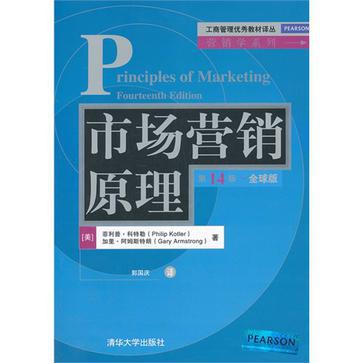 工商管理优秀教材译丛
营销学系列
PEARSON
Principles of Marketing
Fourteenth Edition
市场营销
原理
第14版 全球版
[美]
菲利普·科特勒（Philip Kotler）
加里·阿姆斯特朗（Gary Armstrong）
著
郭国庆 译
清华大学出版社
PEARSON